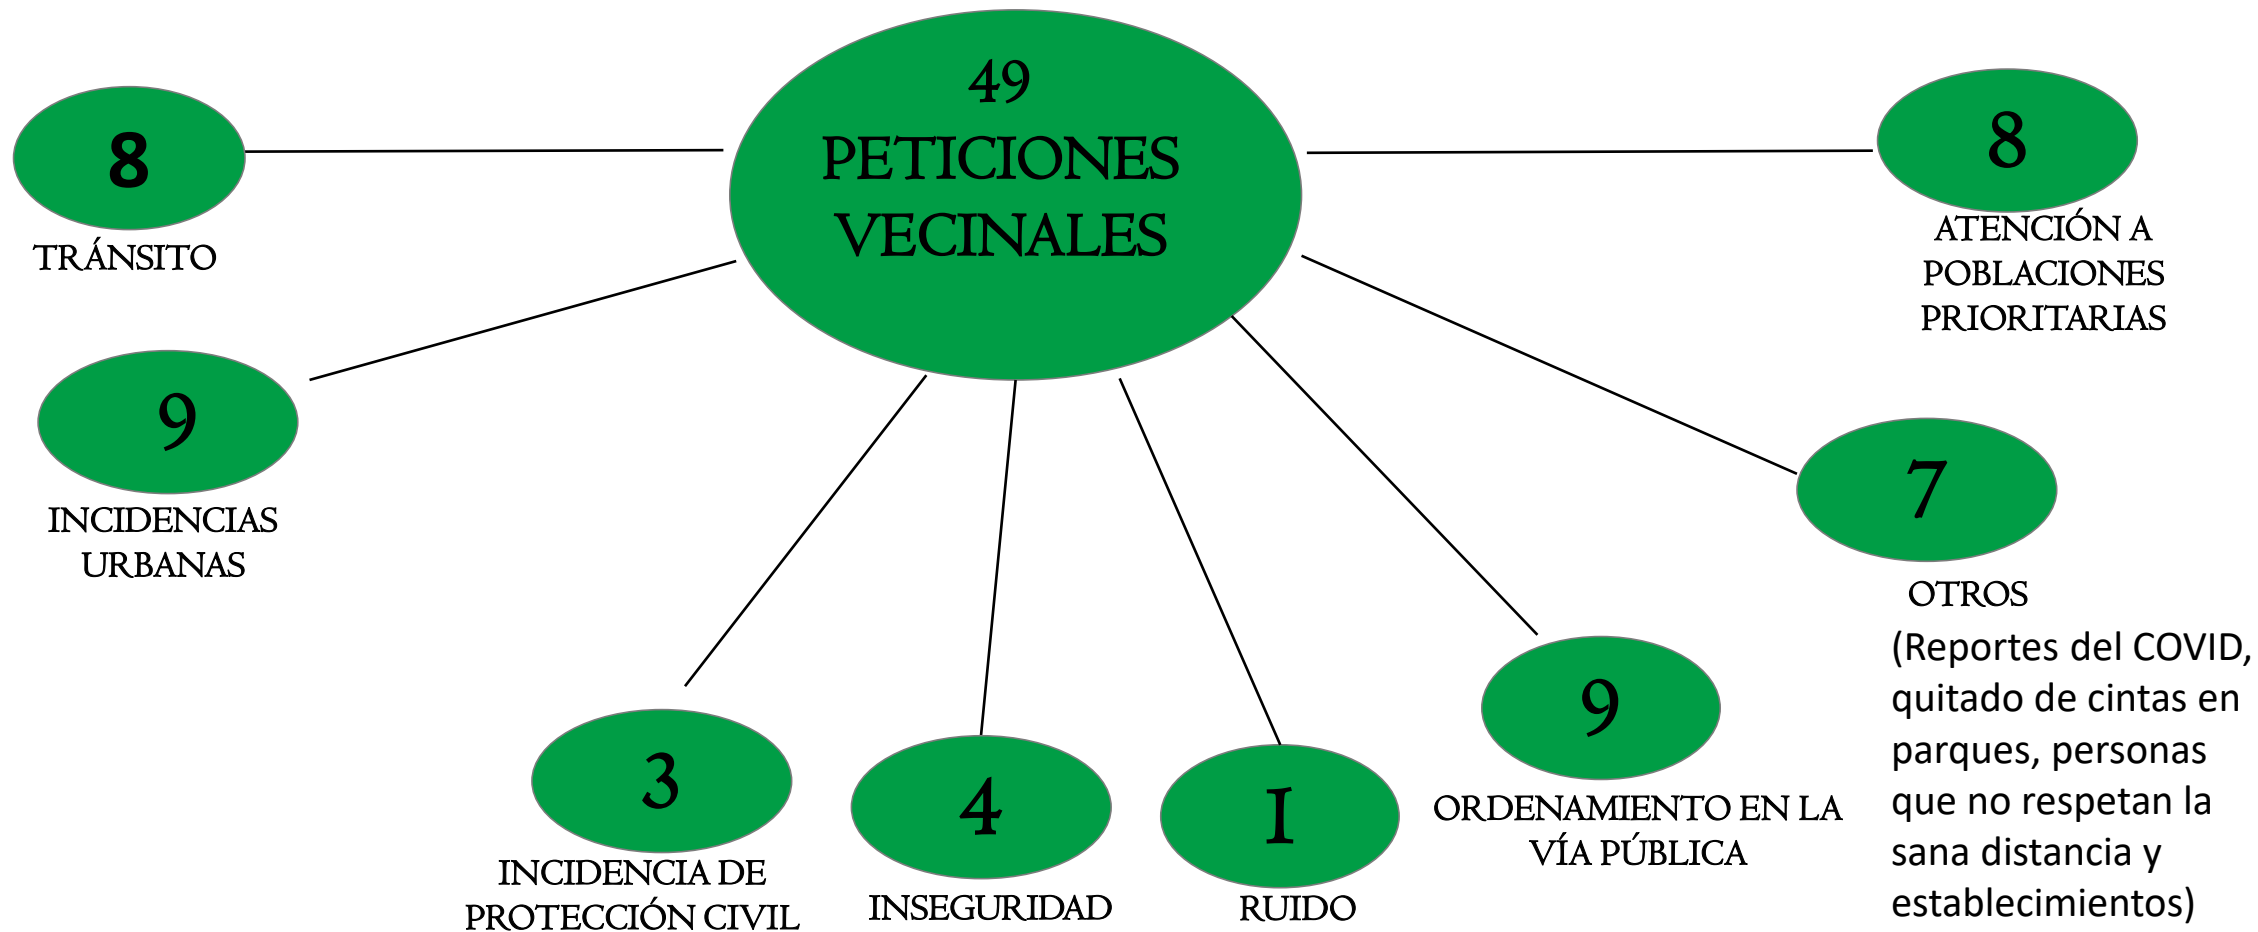 49
PETICIONES
VECINALES
8
TRÁNSITO
9
INCIDENCIAS
URBANAS
3
INCIDENCIA DE
PROTECCIÓN CIVIL
4
INSEGURIDAD
1
RUIDO
9
ORDENAMIENTO EN LA
VÍA PÚBLICA
7
OTROS
(Reportes del COVID,
quitado de cintas en
parques, personas
que no respetan la
sana distancia y
establecimientos)
8
ATENCIÓN A
POBLACIONES
PRIORITARIAS